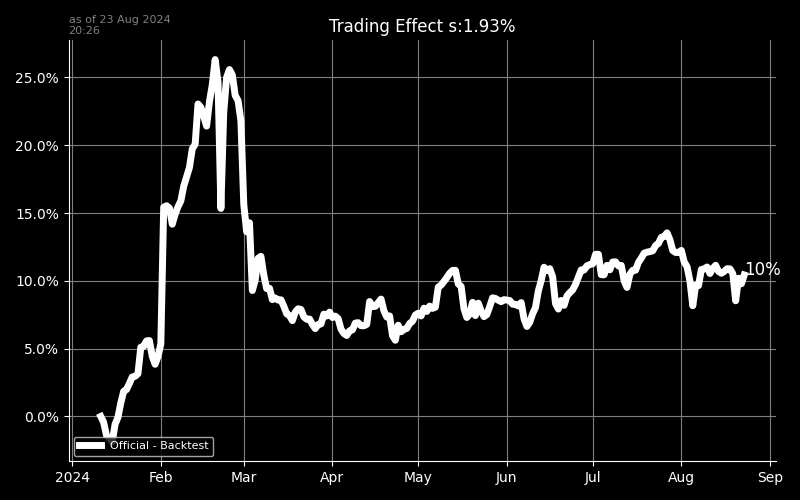 as of 23 Aug 2024
20:26
Trading Effect s:1.93%
25.0%
20.0%
15.0%
10.0%
5.0%
0.0%
10%
Official - Backtest
2024 Feb Mar Apr May Jun Jul Aug Sep